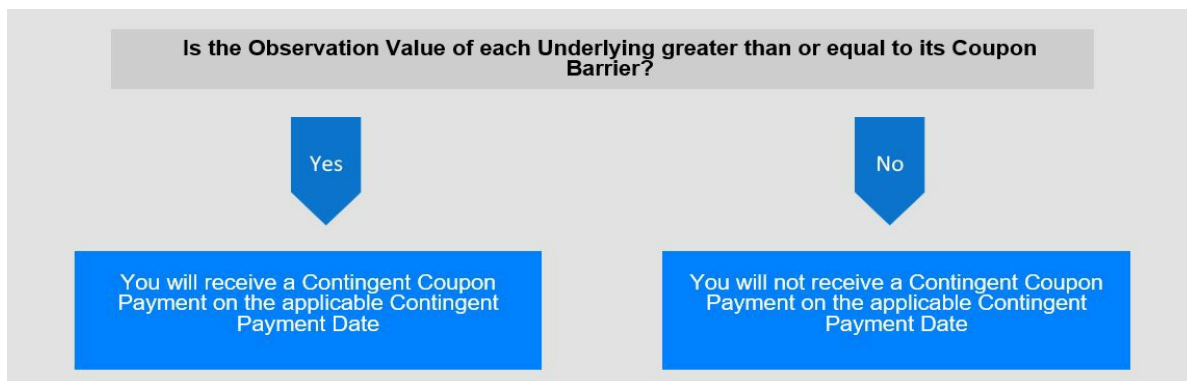 Is the Observation Value of each Underlying greater than or equal to its Coupon
Barrier?
Yes
No
You will receive a Contingent Coupon
Payment on the applicable Contingent
Payment Date
You will not receive a Contingent Coupon
Payment on the applicable Contingent
Payment Date